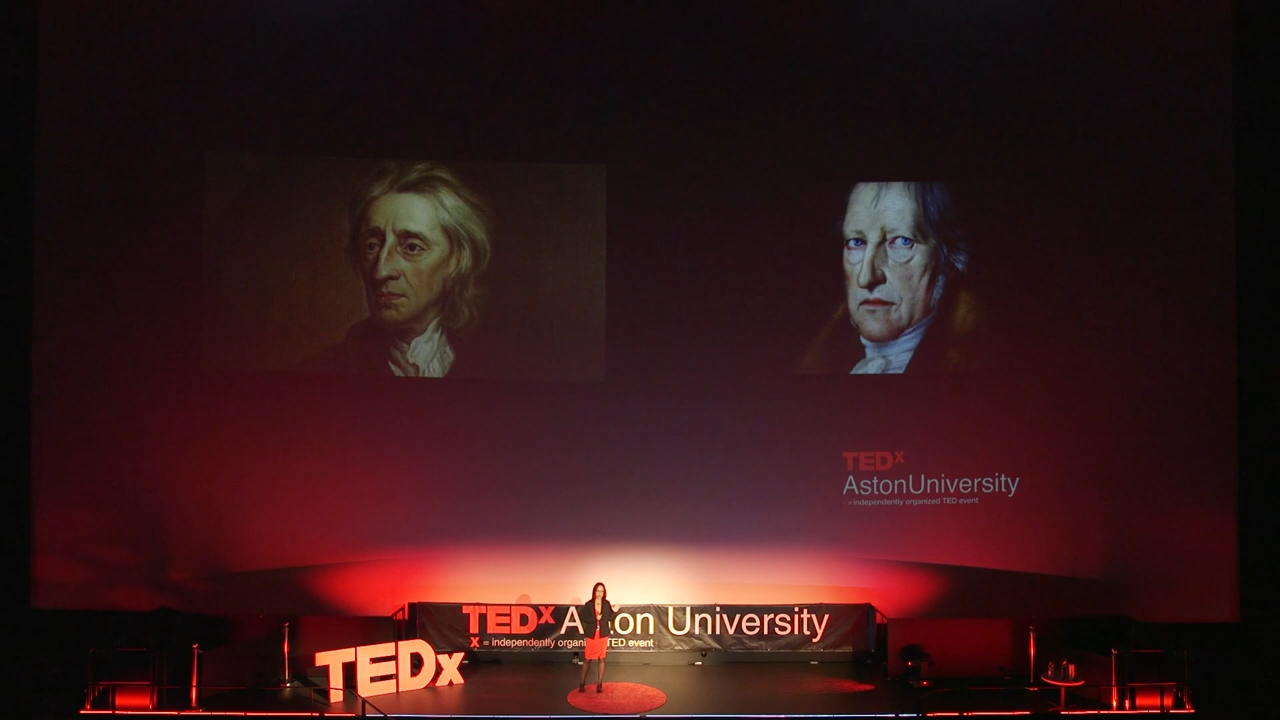 TEDx
AstonUniversity
x = independently organized TED event
TEDx Aston University
x = independently organized TED event
TEDx